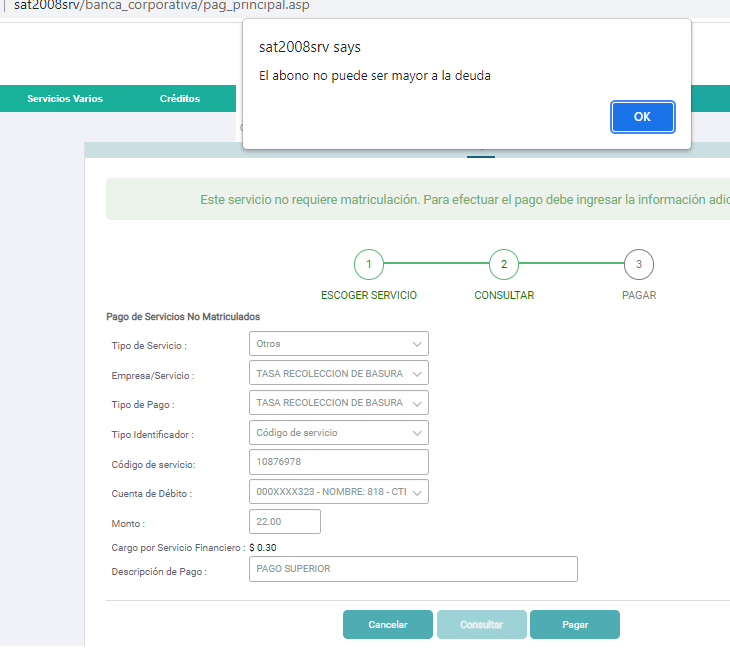 sat2008srv/banca_corporativa/pag_principal.asp
sat2008srv says
El abono no puede ser mayor a la deuda
OK
Servicios Varios
Créditos
Este servicio no requiere matriculación. Para efectuar el pago debe ingresar la información
1
2
3
ESCOGER SERVICIO
CONSULTAR
PAGAR
Pago de Servicios No Matriculados
Tipo de Servicio :
Otros
Empresa/Servicio :
TASA RECOLECCION DE BASURA
Tipo de Pago :
TASA RECOLECCION DE BASURA
Tipo Identificador :
Código de servicio
Código de servicio:
10876978
Cuenta de Débito :
000XXXX323 - NOMBRE: 818 - CTI
Monto :
22.00
Cargo por Servicio Financiero : $ 0.30
Descripción de Pago :
PAGO SUPERIOR
Cancelar
Consultar
Pagar